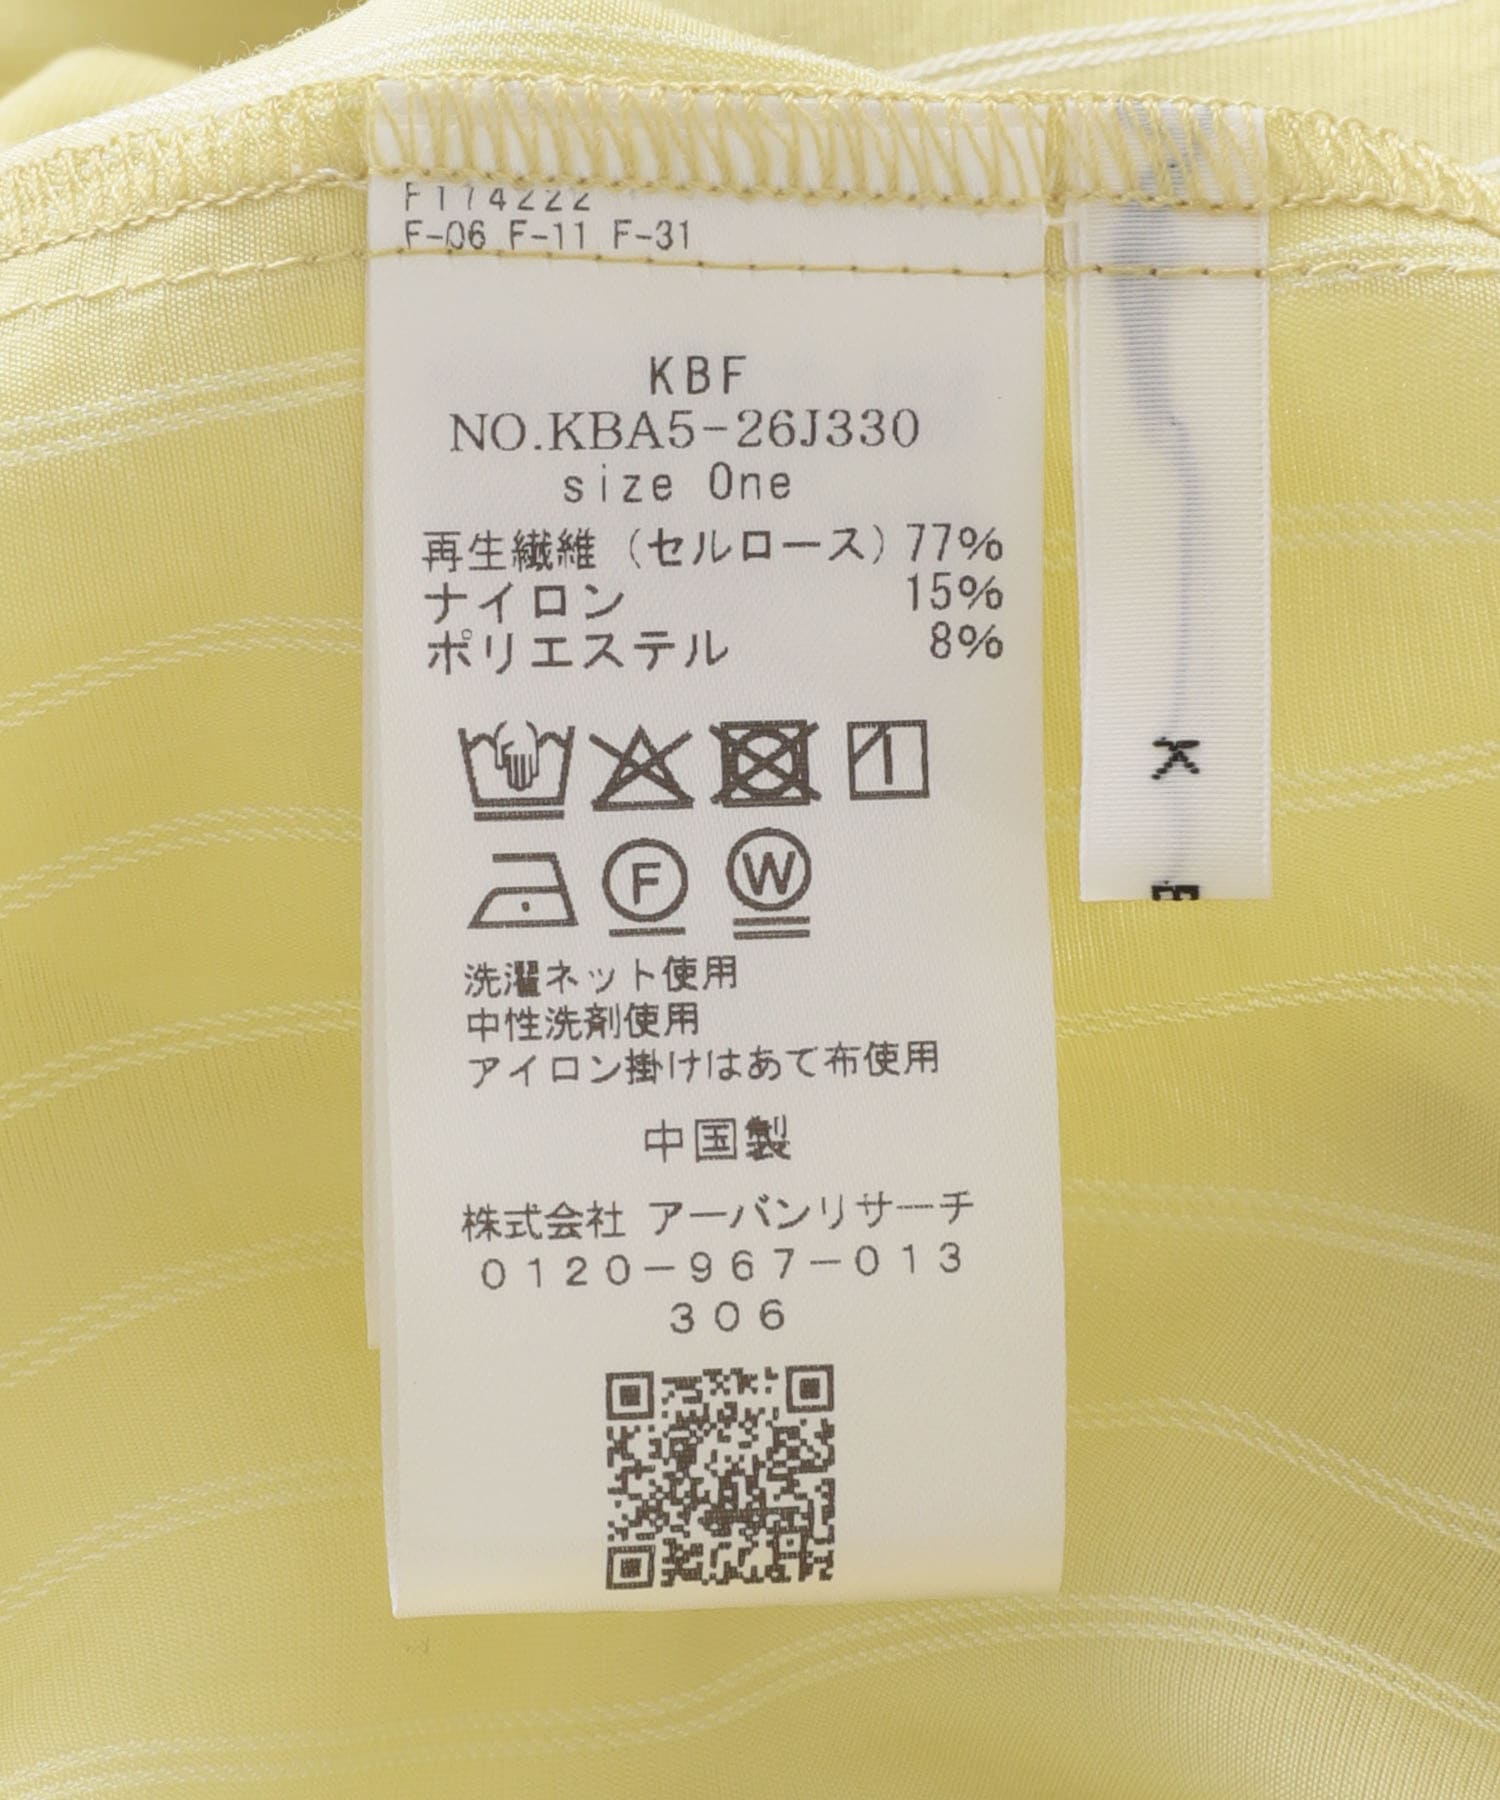 F174222
F-06 F-11 F-31
KBF
NO.KBA5-26J330
size One
再生繊維（セルロース）77%
ナイロン 15%
ポリエステル 8%
F W
洗濯ネット使用
中性洗剤使用
アイロン掛けはあて布使用
中国製
株式会社 アーバンリサーチ
0120-967-013
306
K